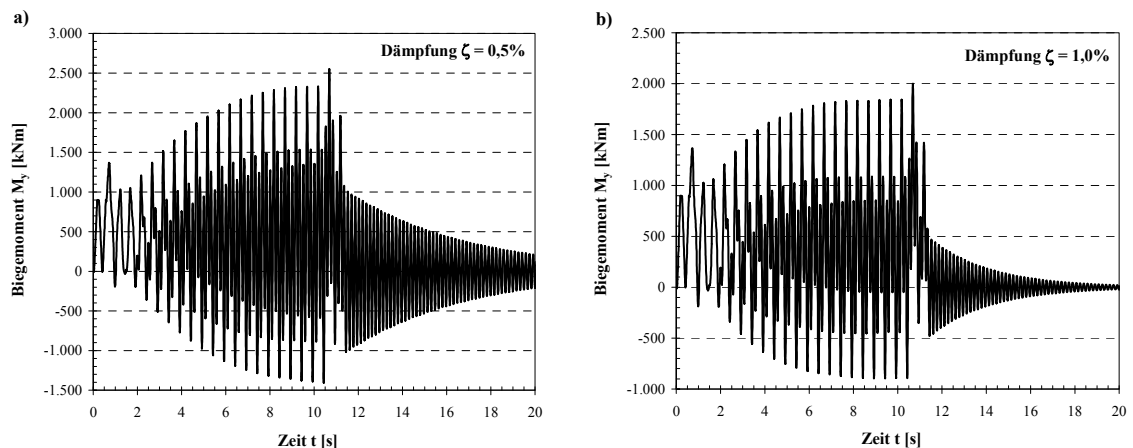 a)
Dämpfung ζ = 0,5%
Biegemoment My [kNm]
3.000
2.500
2.000
1.500
1.000
500
0
-500
-1.000
-1.500
0 2 4 6 8 10 12 14 16 18 20
Zeit t [s]
b)
Dämpfung ζ = 1,0%
Biegemoment My [kNm]
2.500
2.000
1.500
1.000
500
0
-500
-1.000
0 2 4 6 8 10 12 14 16 18 20
Zeit t [s]